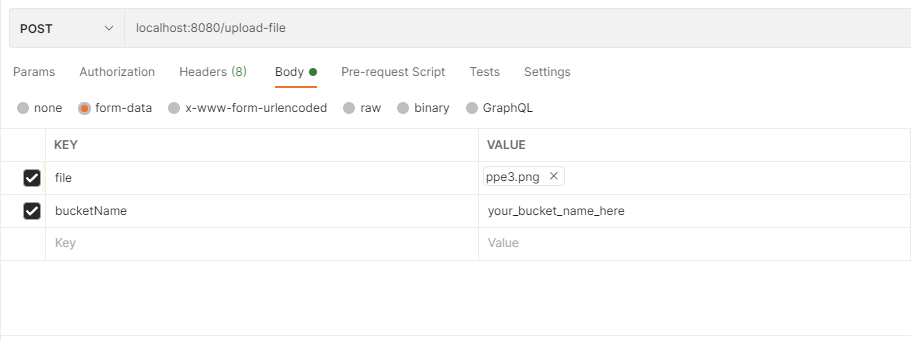 POST localhost:8080/upload-file
Params Authorization Headers (8) Body Pre-request Script Tests Settings
none form-data x-www-form-urlencoded raw binary GraphQL
KEY VALUE
file ppe3.png ×
bucketName your_bucket_name_here
Key Value